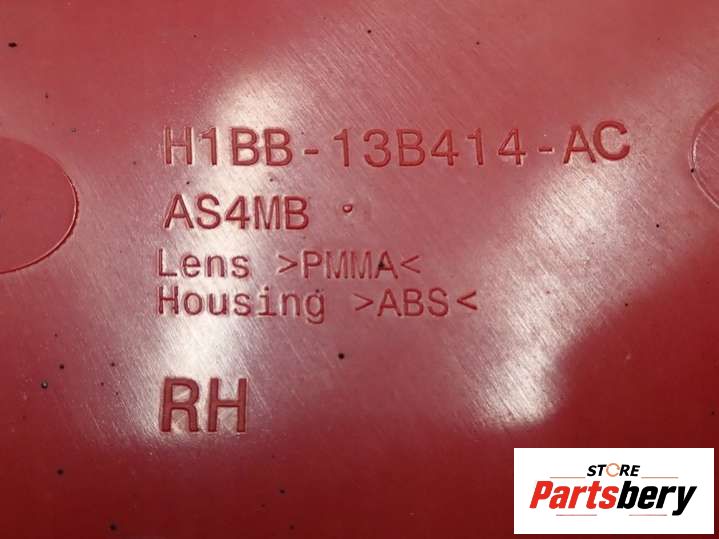 H1BB-13B414-AC
AS4MB
Lens >PMMA<
Housing >ABS<
RH
STORE
Partsbery